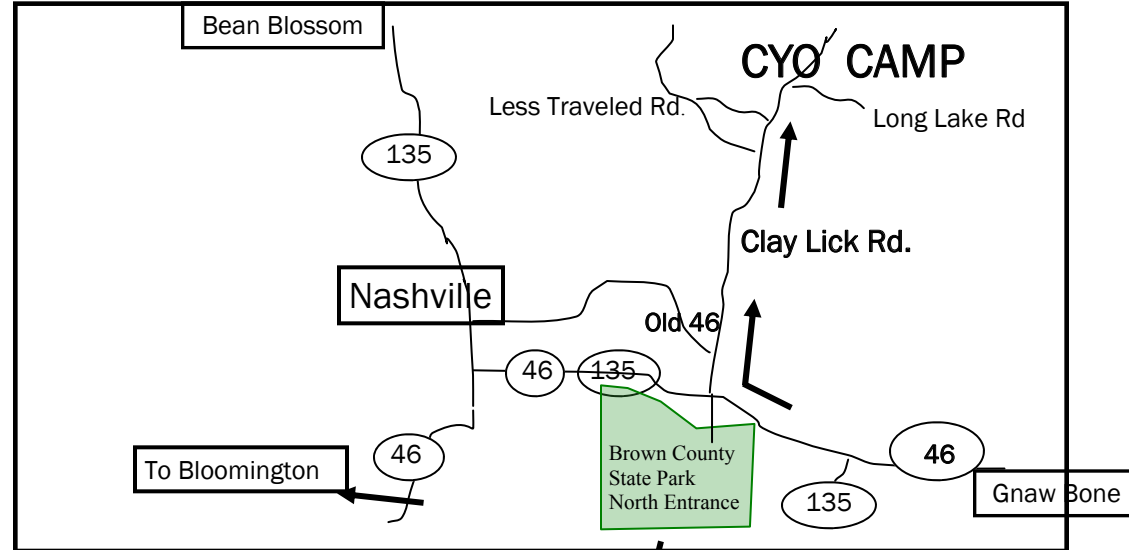 Bean Blossom
CYO CAMP
Less Traveled Rd.
Long Lake Rd
135
Clay Lick Rd.
Nashville
Old 46
46
135
46
To Bloomington
Brown County
State Park
North Entrance
46
135
Gnaw Bone